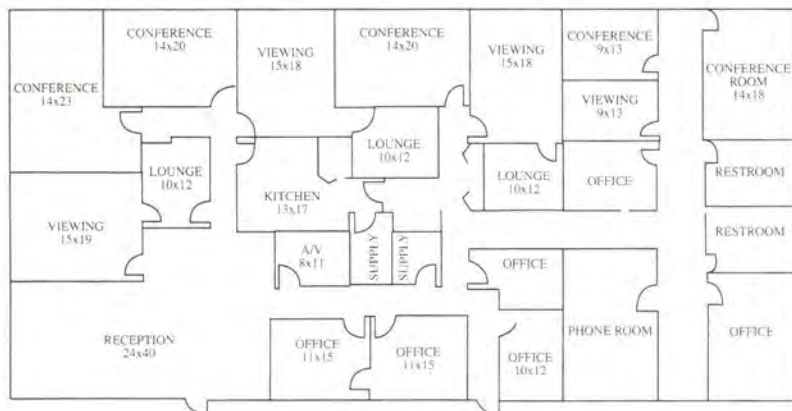 CONFERENCE
14x20
VIEWING
15x18
CONFERENCE
14x20
VIEWING
15x18
CONFERENCE
9x13
CONFERENCE
14x23
CONFERENCE
ROOM
14x18
VIEWING
9x13
LOUNGE
10x12
LOUNGE
10x12
LOUNGE
10x12
OFFICE
RESTROOM
KITCHEN
13x17
VIEWING
15x19
RESTROOM
A/V
8x11
SUPPLY
SUPPLY
OFFICE
RECEPTION
24x40
OFFICE
11x15
OFFICE
11x15
OFFICE
10x12
PHONE ROOM
OFFICE